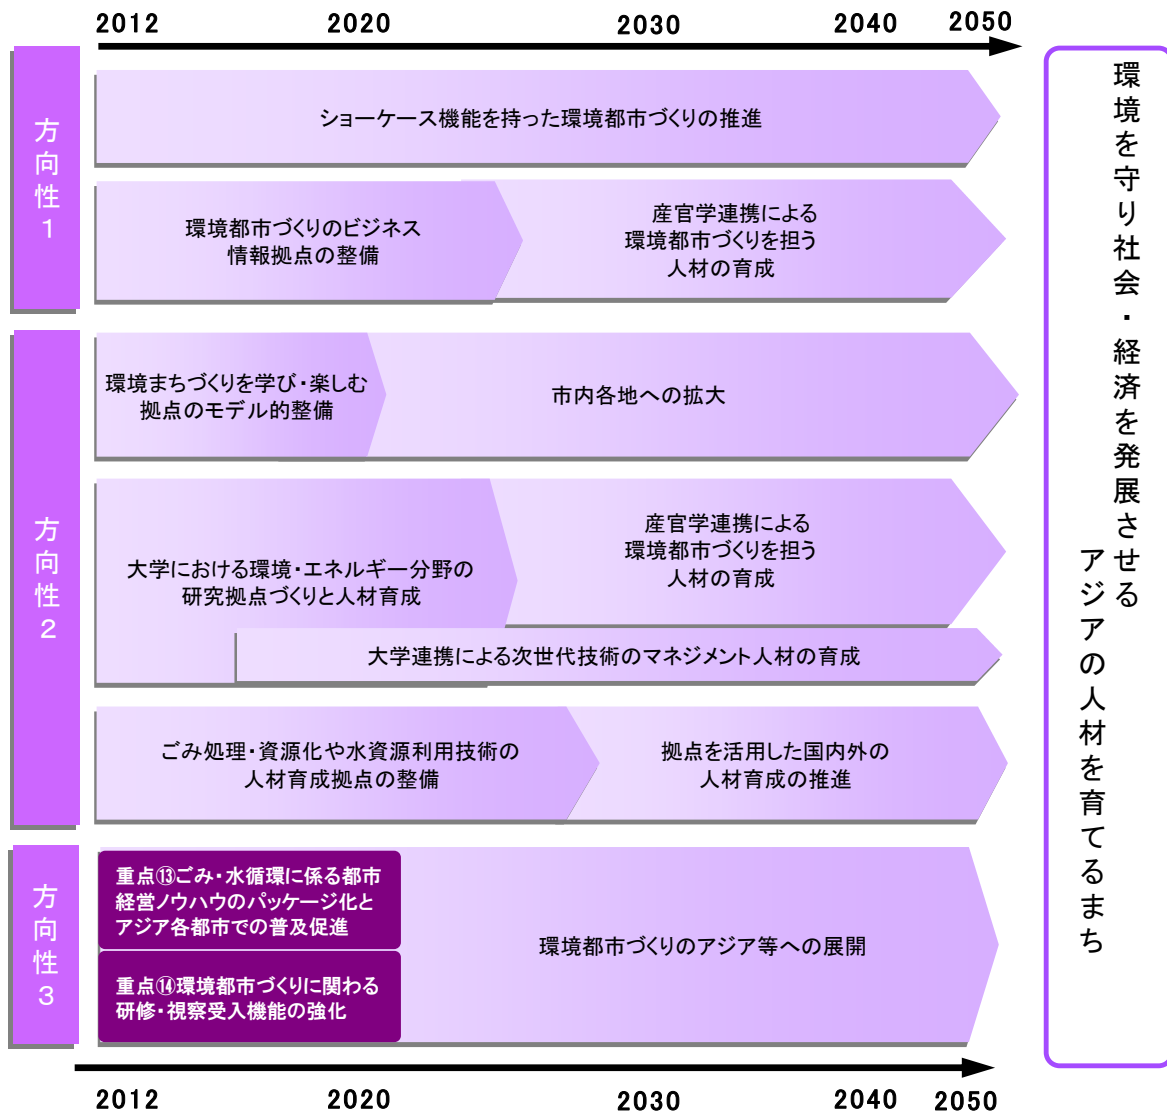 2012 2020 2030 2040 2050
方向性1
ショーケース機能を持った環境都市づくりの推進
環境都市づくりのビジネス
情報拠点の整備
産官学連携による
環境都市づくりを担う
人材の育成
方向性2
環境まちづくりを学び・楽しむ
拠点のモデル的整備
市内各地への拡大
大学における環境・エネルギー分野の
研究拠点づくりと人材育成
産官学連携による
環境都市づくりを担う
人材の育成
大学連携による次世代技術のマネジメント人材の育成
ごみ処理・資源化や水資源利用技術の
人材育成拠点の整備
拠点を活用した国内外の
人材育成の推進
方向性3
重点⑬ごみ・水循環に係る都市
経営ノウハウのパッケージ化と
アジア各都市での普及促進
重点⑭環境都市づくりに関わる
研修・視察受入機能の強化
環境都市づくりのアジア等への展開
2012 2020 2030 2040 2050
環境を守り社会・経済を発展させる
アジアの人材を育てるまち